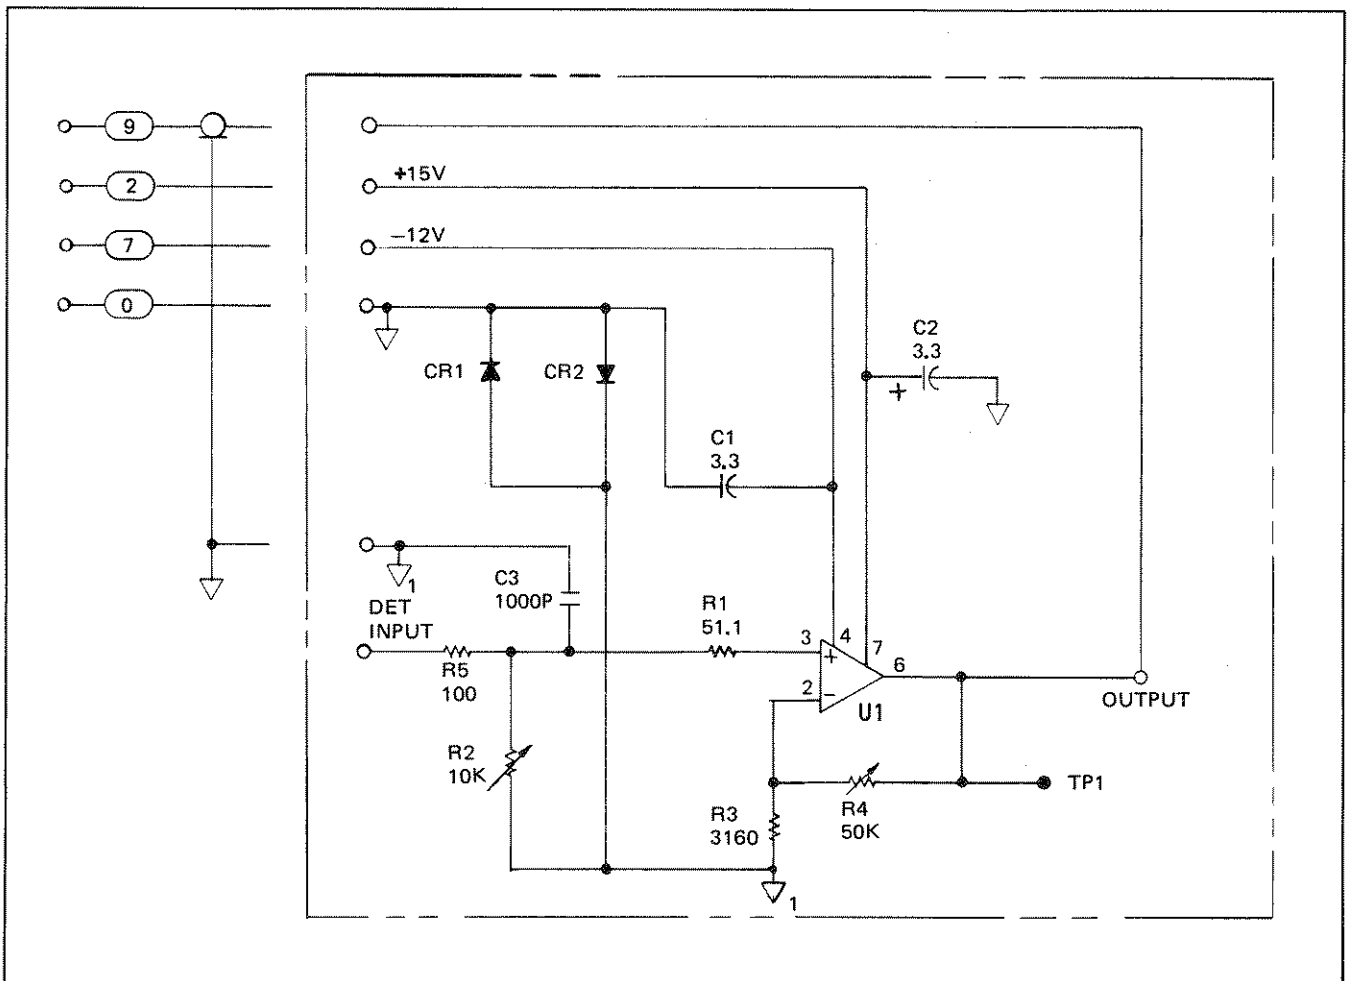 9
2
+15V
7
−12V
0
C2
3.3
+
CR1
CR2
C1
3.3
1
C3
1000P
DET
INPUT
R1
51.1
3
4
7
+
6
R5
100
2
−
U1
OUTPUT
R2
10K
TP1
R3
3160
R4
50K
1